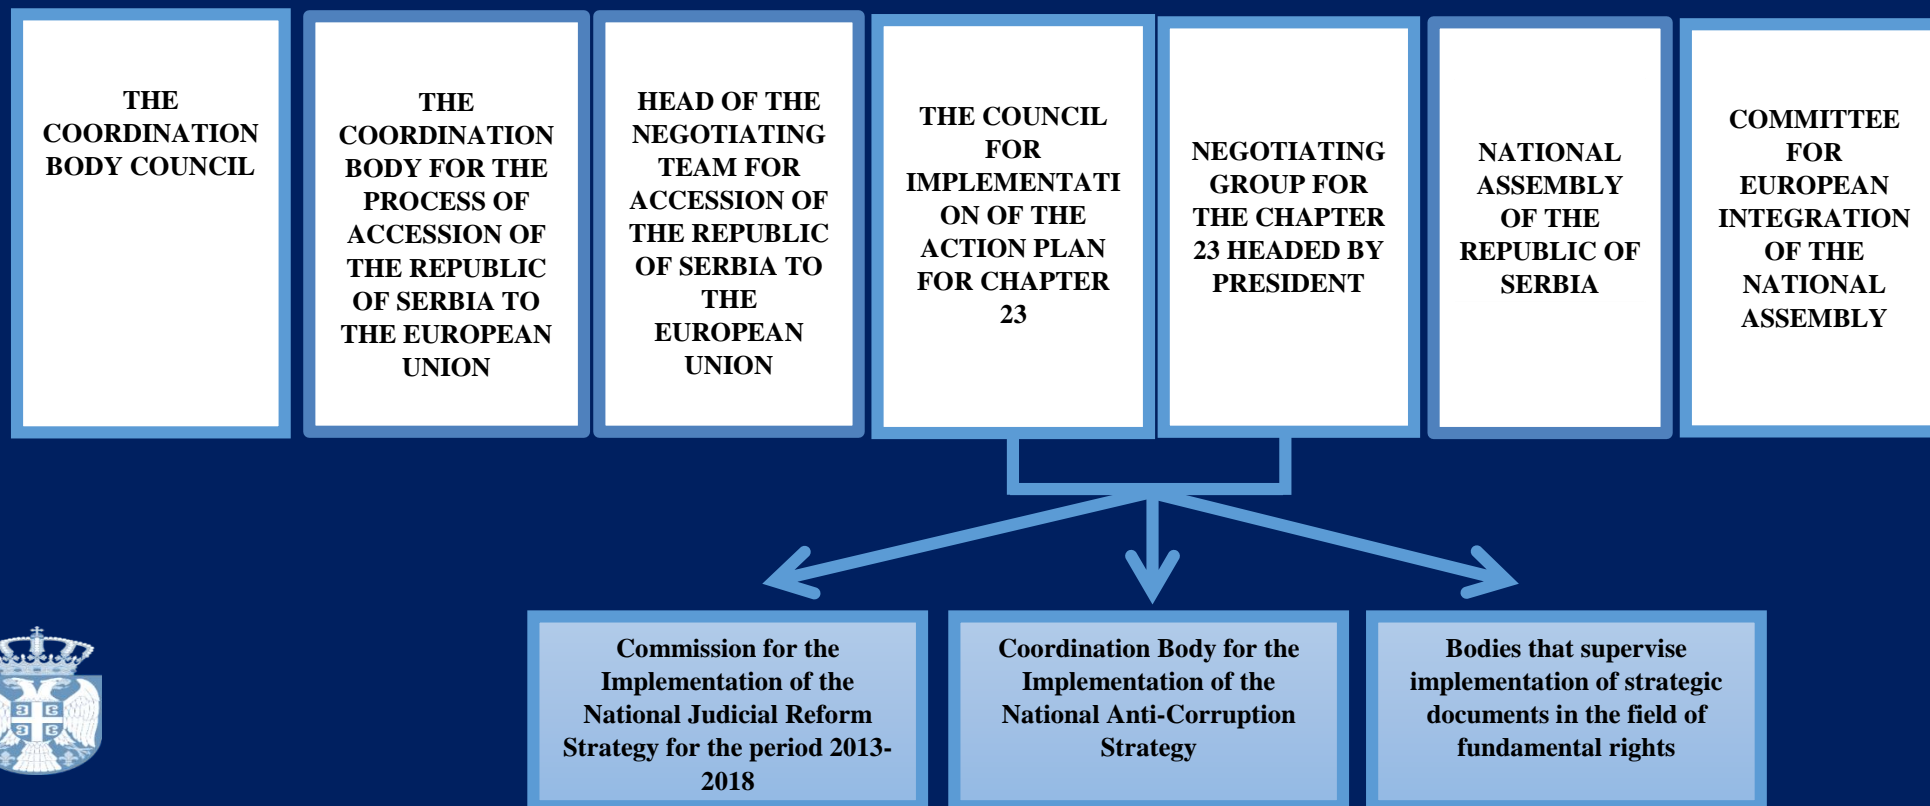 THE
COORDINATION
BODY COUNCIL
THE
COORDINATION
BODY FOR THE
PROCESS OF
ACCESSION OF
THE REPUBLIC
OF SERBIA TO
THE EUROPEAN
UNION
HEAD OF THE
NEGOTIATING
TEAM FOR
ACCESSION OF
THE REPUBLIC
OF SERBIA TO
THE
EUROPEAN
UNION
THE COUNCIL
FOR
IMPLEMENTATI
ON OF THE
ACTION PLAN
FOR CHAPTER
23
NEGOTIATING
GROUP FOR
THE CHAPTER
23 HEADED BY
PRESIDENT
NATIONAL
ASSEMBLY
OF THE
REPUBLIC OF
SERBIA
COMMITTEE
FOR
EUROPEAN
INTEGRATION
OF THE
NATIONAL
ASSEMBLY
Commission for the
Implementation of the
National Judicial Reform
Strategy for the period 2013-
2018
Coordination Body for the
Implementation of the
National Anti-Corruption
Strategy
Bodies that supervise
implementation of strategic
documents in the field of
fundamental rights